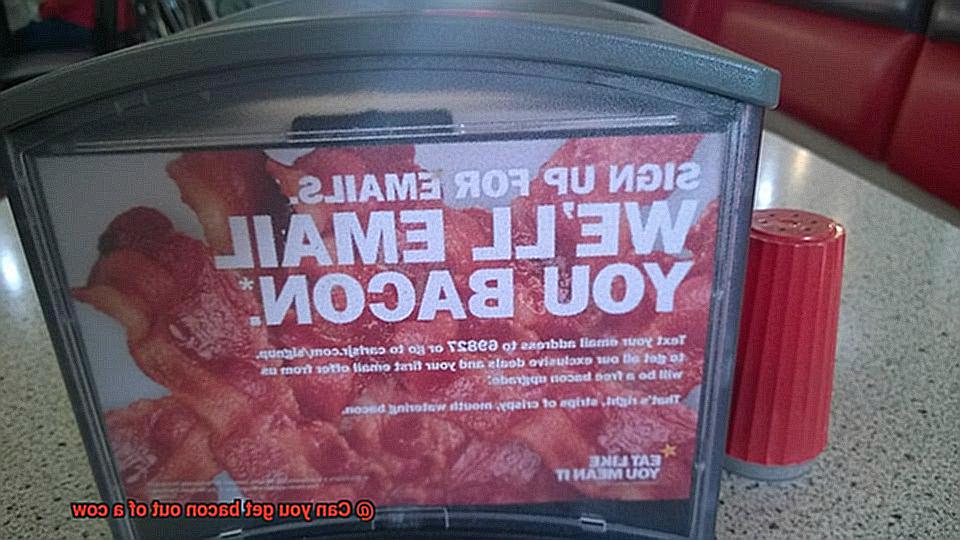 SIGN UP FOR EMAILS.
WE'LL EMAIL
YOU BACON.*
Text your email address to 69827 or go to carlsjr.com/signup.
to get all our exclusive deals and your first email offer from us
will be a free bacon upgrade.*
That's right, strips of crispy, mouth watering bacon.
EAT LIKE
YOU MEAN IT
@ Can you get bacon out of a cow